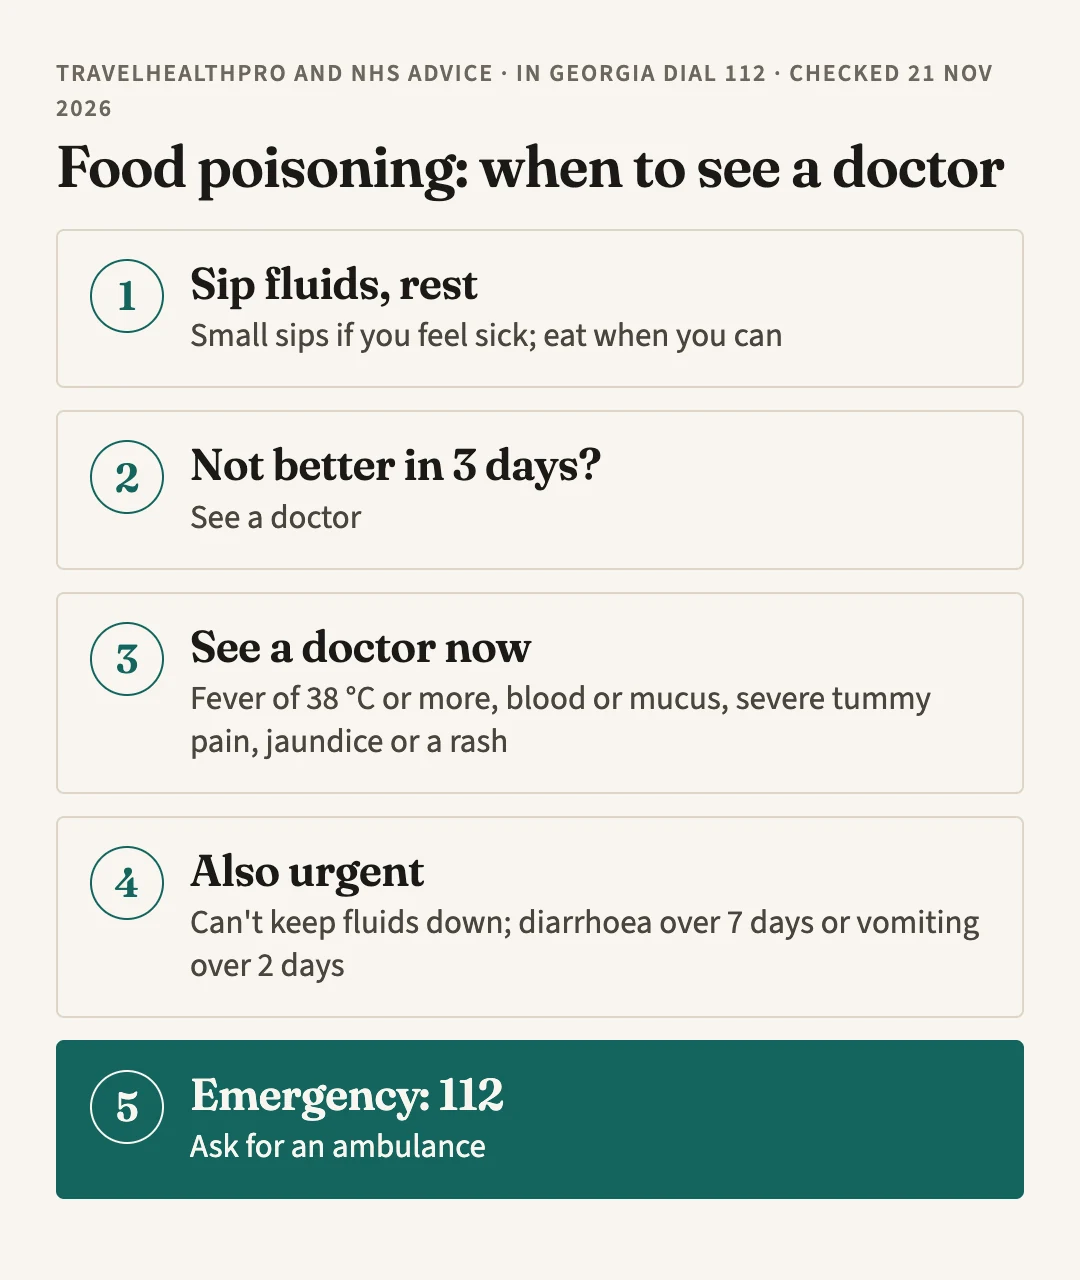 TRAVELHEALTHPRO AND NHS ADVICE · IN GEORGIA DIAL 112 · CHECKED 21 NOV
2026
Food poisoning: when to see a doctor
1
Sip fluids, rest
Small sips if you feel sick; eat when you can
2
Not better in 3 days?
See a doctor
3
See a doctor now
Fever of 38 °C or more, blood or mucus, severe tummy
pain, jaundice or a rash
4
Also urgent
Can't keep fluids down; diarrhoea over 7 days or vomiting
over 2 days
5
Emergency: 112
Ask for an ambulance